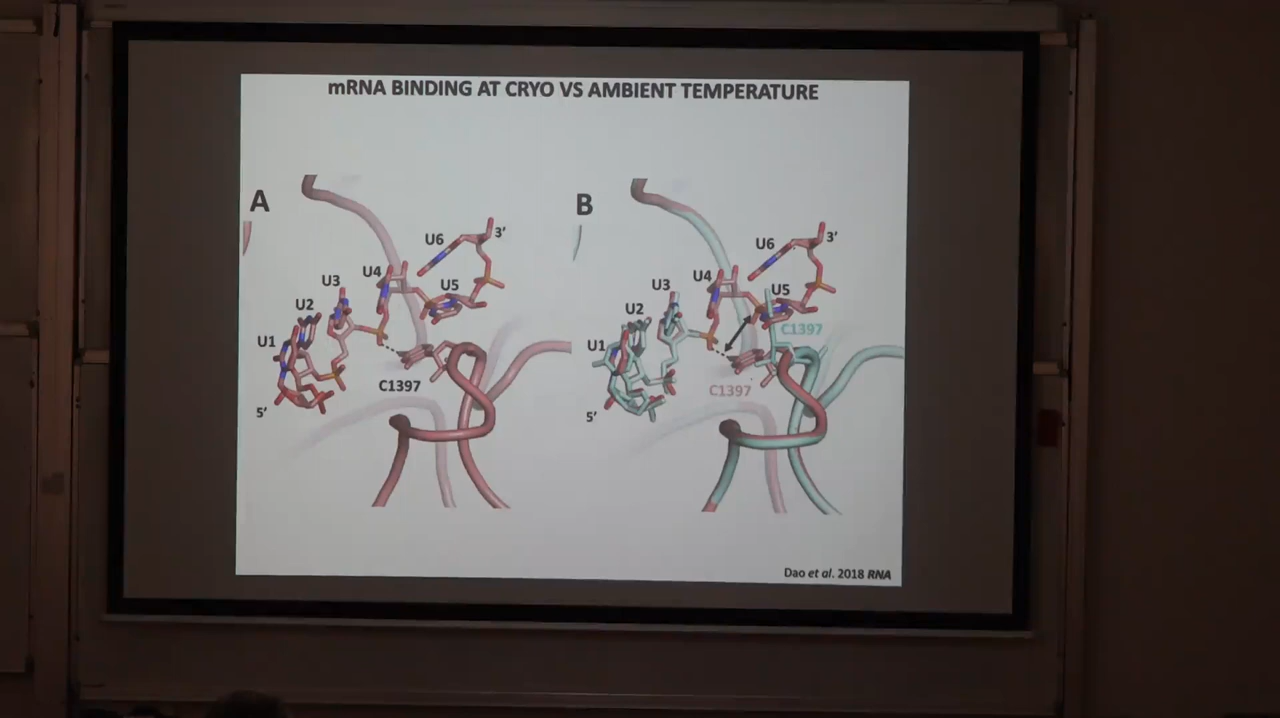 mRNA BINDING AT CRYO VS AMBIENT TEMPERATURE
A
U6
3’
U4
U5
U3
U2
U1
C1397
5’
B
U6
3’
U4
U5
U3
C1397
U2
U1
C1397
5’
Dao et al. 2018 RNA